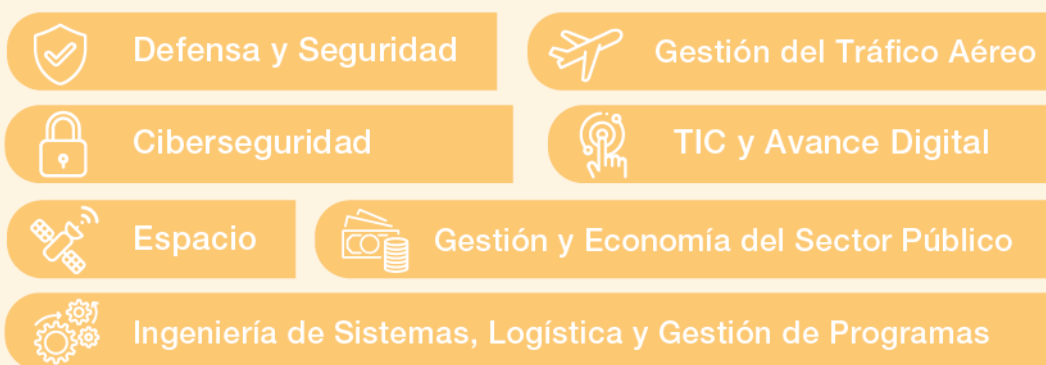 Defensa y Seguridad
Gestión del Tráfico Aéreo
Ciberseguridad
TIC y Avance Digital
Espacio
Gestión y Economía del Sector Público
Ingeniería de Sistemas, Logística y Gestión de Programas